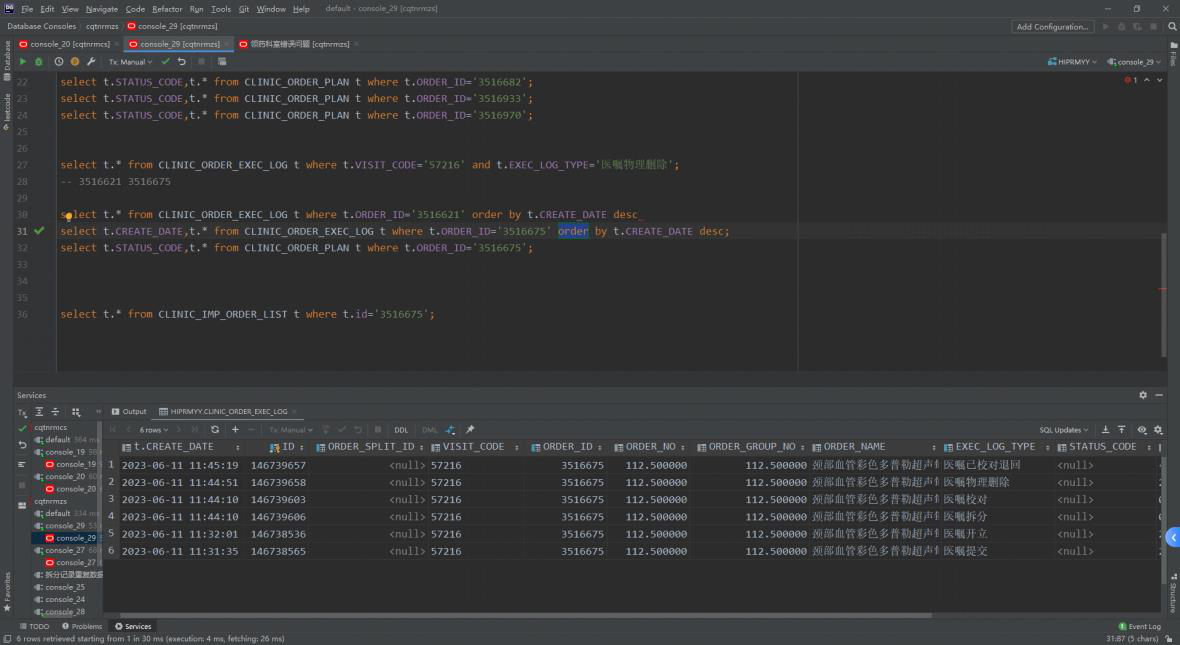 File Edit View Navigate Code Refactor Run Tools Git Window Help default - console_29 [cqtnrmzs]
Database Consoles cqtnrmzs console_29 [cqtnrmzs] Add Configuration...
console_20 [cqtnrmcs] console_29 [cqtnrmzs] 领药科室错误问题 [cqtnrmzs]
Tx: Manual HIPRMYY console_29
Database
leetcode
Files
1
22 select t.STATUS_CODE,t.* from CLINIC_ORDER_PLAN t where t.ORDER_ID='3516682';
23 select t.STATUS_CODE,t.* from CLINIC_ORDER_PLAN t where t.ORDER_ID='3516933';
24 select t.STATUS_CODE,t.* from CLINIC_ORDER_PLAN t where t.ORDER_ID='3516970';
25
26
27 select t.* from CLINIC_ORDER_EXEC_LOG t where t.VISIT_CODE='57216' and t.EXEC_LOG_TYPE='医嘱物理删除';
28 -- 3516621 3516675
29
30 select t.* from CLINIC_ORDER_EXEC_LOG t where t.ORDER_ID='3516621' order by t.CREATE_DATE desc
31 select t.CREATE_DATE,t.* from CLINIC_ORDER_EXEC_LOG t where t.ORDER_ID='3516675' order by t.CREATE_DATE desc;
32 select t.STATUS_CODE,t.* from CLINIC_ORDER_PLAN t where t.ORDER_ID='3516675';
33
34
35
36 select t.* from CLINIC_IMP_ORDER_LIST t where t.id='3516675';
Services
Tx Output HIPRMYY.CLINIC_ORDER_EXEC_LOG
6 rows Tx: Manual DDL DML SQL Updates
cqtnrmcs
default 364 ms
console_19
console_19
console_20
console_20
cqtnrmzs
default 334 ms
console_29
console_29
console_27
console_27
拆分记录重复数据
console_25
console_24
console_28
t.CREATE_DATE ID ORDER_SPLIT_ID VISIT_CODE ORDER_ID ORDER_NO ORDER_GROUP_NO ORDER_NAME EXEC_LOG_TYPE STATUS_CODE
1 2023-06-11 11:45:19 146739657 <null> 57216 3516675 112.500000 112.500000 颈部血管彩色多普勒超声 医嘱已校对退回 <null>
2 2023-06-11 11:44:51 146739658 <null> 57216 3516675 112.500000 112.500000 颈部血管彩色多普勒超声 医嘱物理删除 <null>
3 2023-06-11 11:44:10 146739603 <null> 57216 3516675 112.500000 112.500000 颈部血管彩色多普勒超声 医嘱校对 <null>
4 2023-06-11 11:44:10 146739606 <null> 57216 3516675 112.500000 112.500000 颈部血管彩色多普勒超声 医嘱拆分 <null>
5 2023-06-11 11:32:01 146738536 <null> 57216 3516675 112.500000 112.500000 颈部血管彩色多普勒超声 医嘱开立 <null>
6 2023-06-11 11:31:35 146738565 <null> 57216 3516675 112.500000 112.500000 颈部血管彩色多普勒超声 医嘱提交 <null>
Favorites
Structure
TODO Problems Services Event Log
6 rows retrieved starting from 1 in 30 ms (execution: 4 ms, fetching: 26 ms) 31:87 (5 chars)